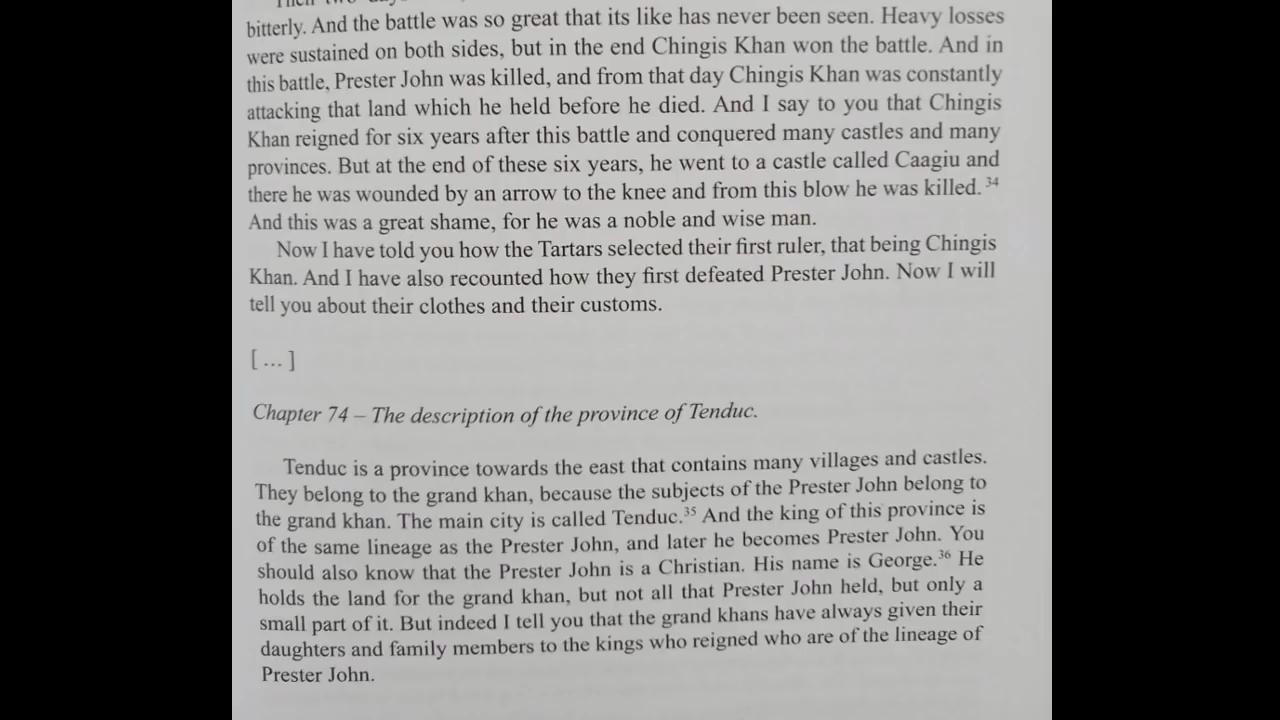 bitterly. And the battle was so great that its like has never been seen. Heavy losses
were sustained on both sides, but in the end Chingis Khan won the battle. And in
this battle, Prester John was killed, and from that day Chingis Khan was constantly
attacking that land which he held before he died. And I say to you that Chingis
Khan reigned for six years after this battle and conquered many castles and many
provinces. But at the end of these six years, he went to a castle called Caagiu and
there he was wounded by an arrow to the knee and from this blow he was killed. 34
And this was a great shame, for he was a noble and wise man.
Now I have told you how the Tartars selected their first ruler, that being Chingis
Khan. And I have also recounted how they first defeated Prester John. Now I will
tell you about their clothes and their customs.
[ ... ]
Chapter 74 – The description of the province of Tenduc.
Tenduc is a province towards the east that contains many villages and castles.
They belong to the grand khan, because the subjects of the Prester John belong to
the grand khan. The main city is called Tenduc.35 And the king of this province is
of the same lineage as the Prester John, and later he becomes Prester John. You
should also know that the Prester John is a Christian. His name is George.36 He
holds the land for the grand khan, but not all that Prester John held, but only a
small part of it. But indeed I tell you that the grand khans have always given their
daughters and family members to the kings who reigned who are of the lineage of
Prester John.